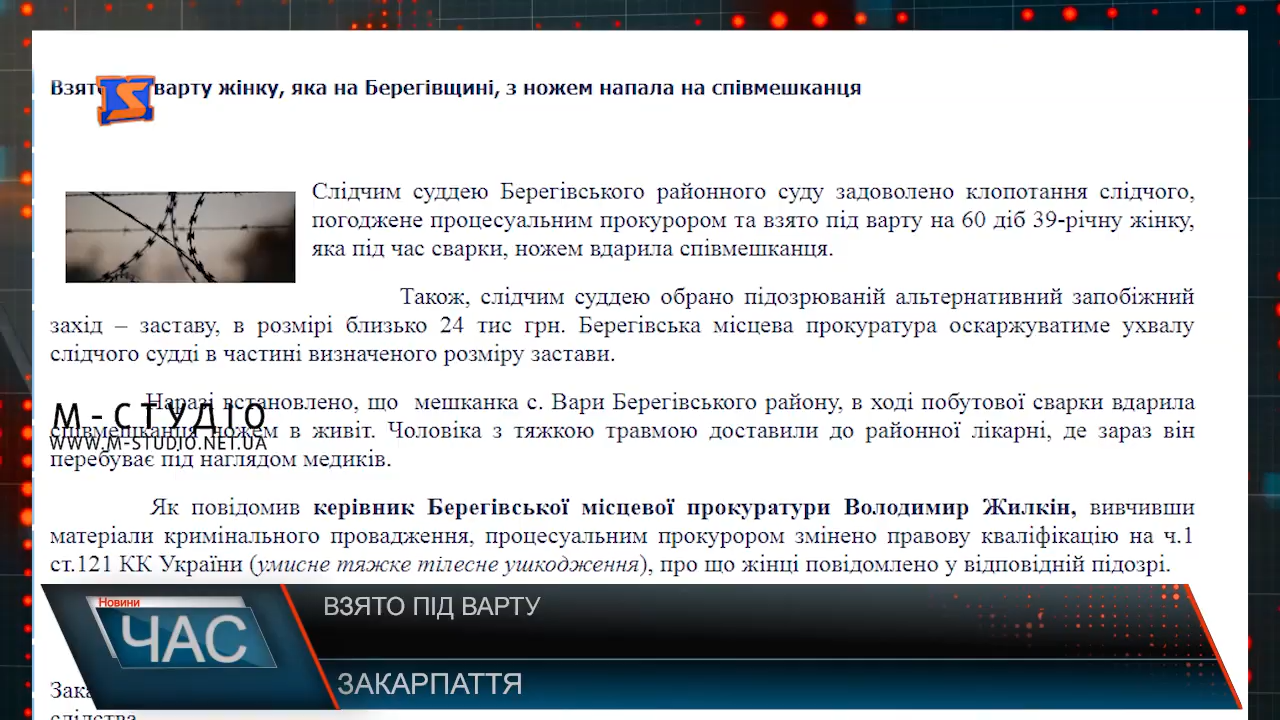 варту жінку, яка на Берегівщині, з ножем напала на співмешканця
Слідчим суддею Берегівського районного суду задоволено клопотання слідчого,
погоджене процесуальним прокурором та взято під варту на 60 діб 39-річну жінку,
яка під час сварки, ножем вдарила співмешканця.
Також, слідчим суддею обрано підозрюваній альтернативний запобіжний
захід – заставу, в розмірі близько 24 тис грн. Берегівська місцева прокуратура оскаржуватиме ухвалу
слідчого судді в частині визначеного розміру застави.
Наразі встановлено, що мешканка с. Вари Берегівського району, в ході побутової сварки вдарила
М-СТУДІО
співмешканця ножем в живіт. Чоловіка з тяжкою травмою доставили до районної лікарні, де зараз він
WWW.M-STUDIO.NET.UA
перебуває під наглядом медиків.
Як повідомив керівник Берегівської місцевої прокуратури Володимир Жилкін, вивчивши
матеріали кримінального провадження, процесуальним прокурором змінено правову кваліфікацію на ч.1
ст.121 КК України (умисне тяжке тілесне ушкодження), про що жінці повідомлено у відповідній підозрі.
Новини
ЧАС
ВЗЯТО ПІД ВАРТУ
ЗАКАРПАТТЯ